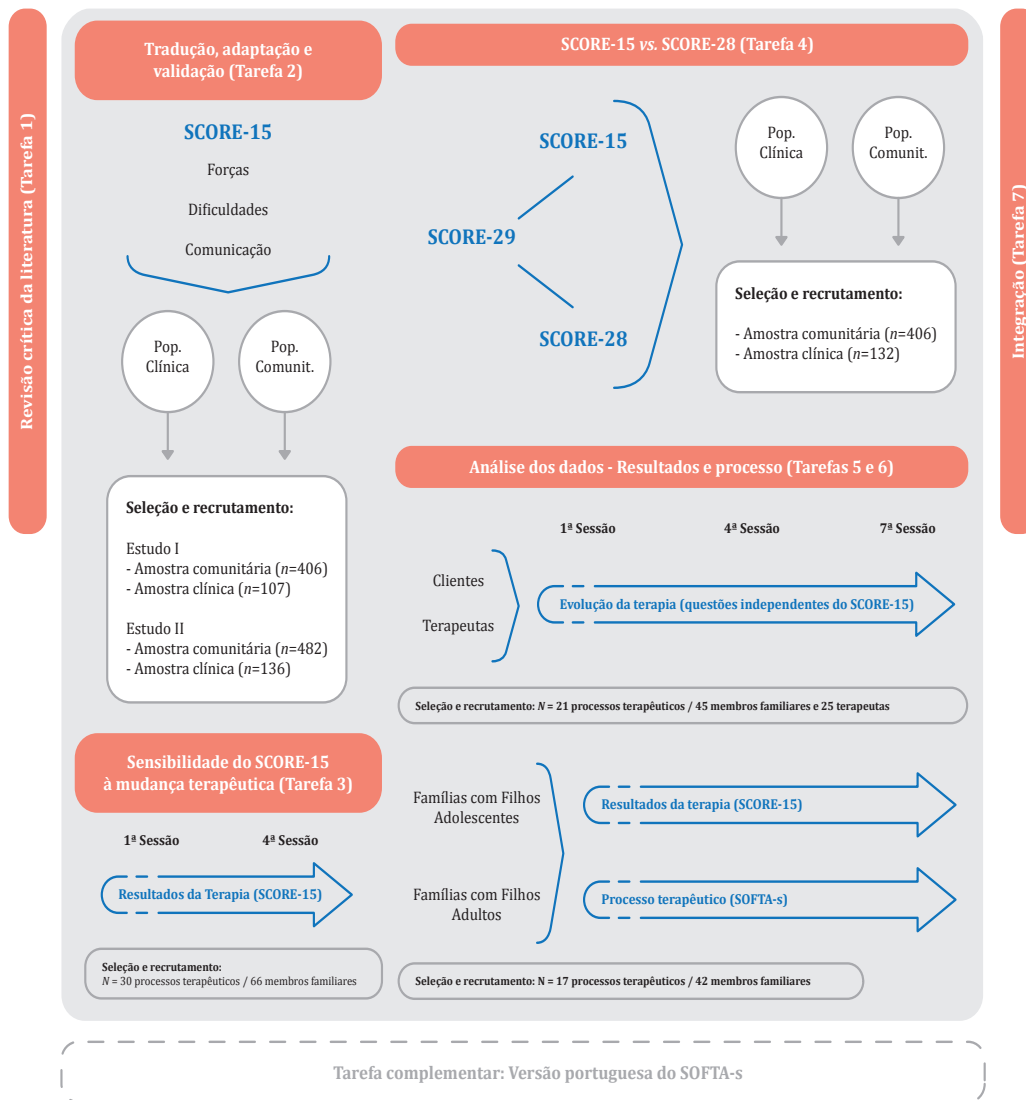 Revisão crítica da literatura (Tarefa 1)
Tradução, adaptação e
validação (Tarefa 2)
SCORE-15
Forças
Dificuldades
Comunicação
Pop.
Clínica
Pop.
Comunit.
Seleção e recrutamento:
Estudo I
- Amostra comunitária (n=406)
- Amostra clínica (n=107)
Estudo II
- Amostra comunitária (n=482)
- Amostra clínica (n=136)
Sensibilidade do SCORE-15
à mudança terapêutica (Tarefa 3)
1ª Sessão
4ª Sessão
Resultados da Terapia (SCORE-15)
Seleção e recrutamento:
N = 30 processos terapêuticos / 66 membros familiares
SCORE-15 vs. SCORE-28 (Tarefa 4)
SCORE-15
SCORE-29
SCORE-28
Pop.
Clínica
Pop.
Comunit.
Seleção e recrutamento:
- Amostra comunitária (n=406)
- Amostra clínica (n=132)
Análise dos dados - Resultados e processo (Tarefas 5 e 6)
1ª Sessão
4ª Sessão
7ª Sessão
Clientes
Terapeutas
Evolução da terapia (questões independentes do SCORE-15)
Seleção e recrutamento: N = 21 processos terapêuticos / 45 membros familiares e 25 terapeutas
Famílias com Filhos
Adolescentes
Resultados da terapia (SCORE-15)
Famílias com Filhos
Adultos
Processo terapêutico (SOFTA-s)
Seleção e recrutamento: N = 17 processos terapêuticos / 42 membros familiares
Integração (Tarefa 7)
Tarefa complementar: Versão portuguesa do SOFTA-s